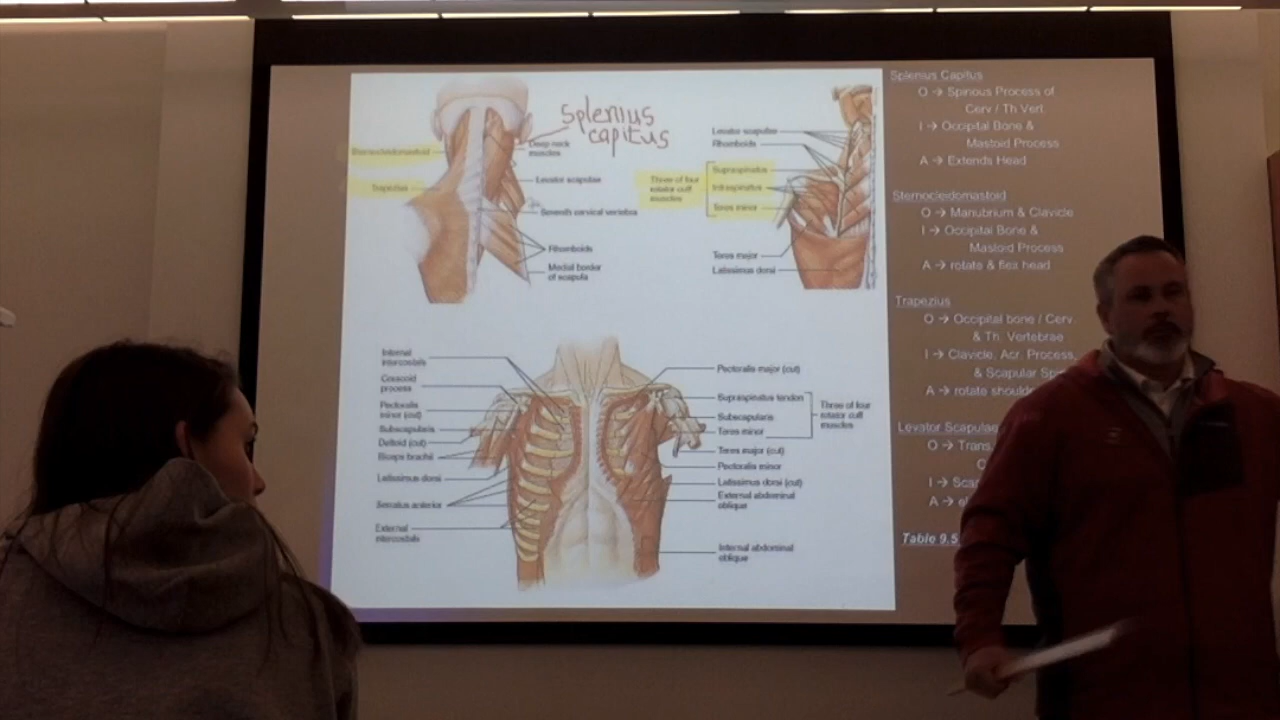 Splenius
capitus
Sternocleidomastoid
Trapezius
Deep neck
muscles
Levator scapulae
Seventh cervical vertebra
Rhomboids
Medial border
of scapula
Levator scapulae
Rhomboids
Three of four
rotator cuff
muscles
Supraspinatus
Infraspinatus
Teres minor
Teres major
Latissimus dorsi
Internal
intercostals
Coracoid
process
Pectoralis
minor (cut)
Subscapularis
Deltoid (cut)
Biceps brachii
Latissimus dorsi
Serratus anterior
External
intercostals
Pectoralis major (cut)
Supraspinatus tendon
Subscapularis
Teres minor
Three of four
rotator cuff
muscles
Teres major (cut)
Pectoralis minor
Latissimus dorsi (cut)
External abdominal
oblique
Internal abdominal
oblique
Splenius Capitus
O → Spinous Process of
Cerv / Th Vert.
I → Occipital Bone &
Mastoid Process
A → Extends Head
Sternocleidomastoid
O → Manubrium & Clavicle
I → Occipital Bone &
Mastoid Process
A → rotate & flex head
Trapezius
O → Occipital bone / Cerv.
& Th. Vertebrae
I → Clavicle, Acr. Process,
& Scapular
A → rotate
Levator Scapulae
O → Trans.
I →
A →
Table 9.5